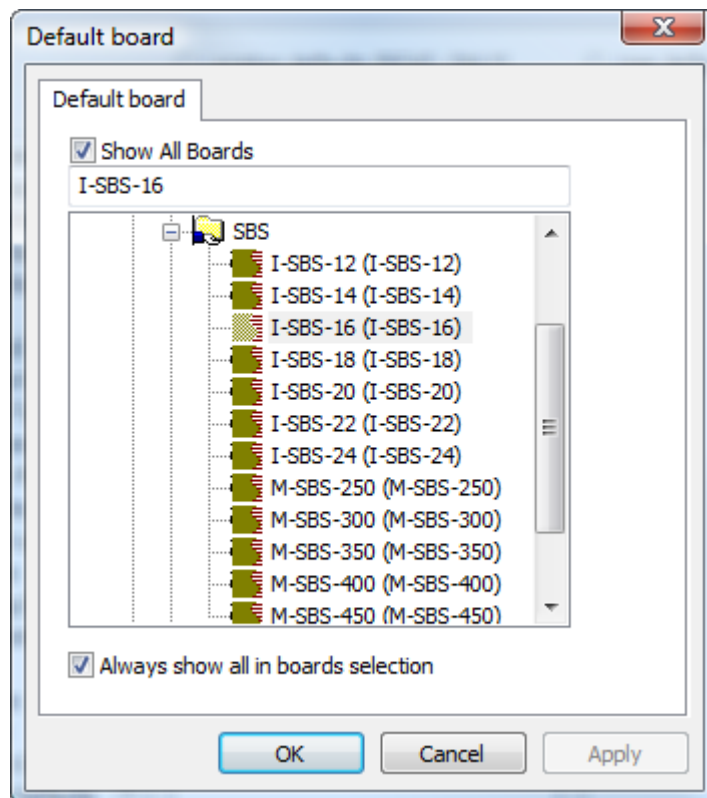 Default board
Default board
Show All Boards
I-SBS-16
SBS
I-SBS-12 (I-SBS-12)
I-SBS-14 (I-SBS-14)
I-SBS-16 (I-SBS-16)
I-SBS-18 (I-SBS-18)
I-SBS-20 (I-SBS-20)
I-SBS-22 (I-SBS-22)
I-SBS-24 (I-SBS-24)
M-SBS-250 (M-SBS-250)
M-SBS-300 (M-SBS-300)
M-SBS-350 (M-SBS-350)
M-SBS-400 (M-SBS-400)
M-SBS-450 (M-SBS-450)
Always show all in boards selection
OK Cancel Apply